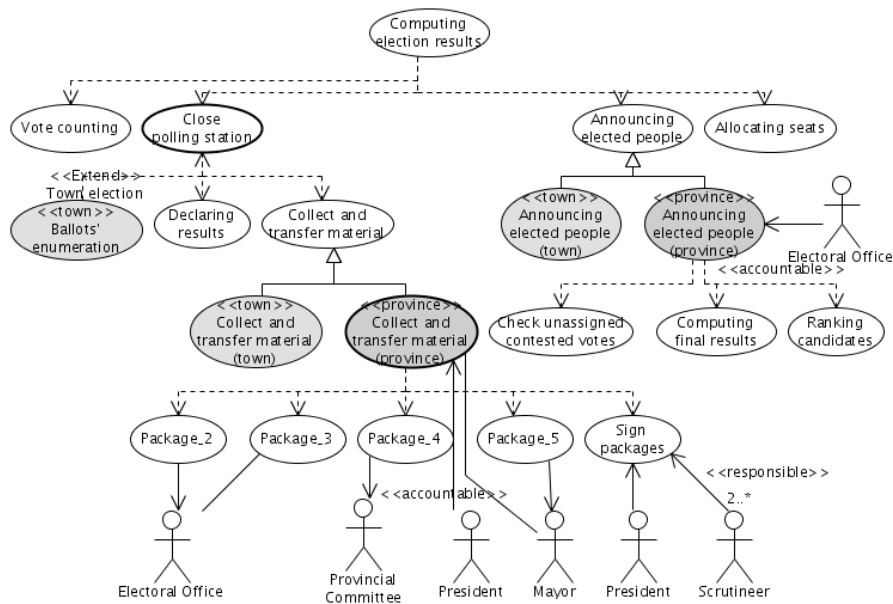 Computing
election results
Vote counting
Close
polling station
Announcing
elected people
Allocating seats
<<Extend>>
Town election
<<town>>
Ballots'
enumeration
Declaring
results
Collect and
transfer material
<<town>>
Announcing
elected people
(town)
<<province>>
Announcing
elected people
(province)
Electoral Office
<<accountable>>
<<town>>
Collect and
transfer material
(town)
<<province>>
Collect and
transfer material
(province)
Check unassigned
contested votes
Computing
final results
Ranking
candidates
Package_2
Package_3
Package_4
Package_5
Sign
packages
<<responsible>>
<<accountable>>
2..*
Electoral Office
Provincial
Committee
President
Mayor
President
Scrutineer